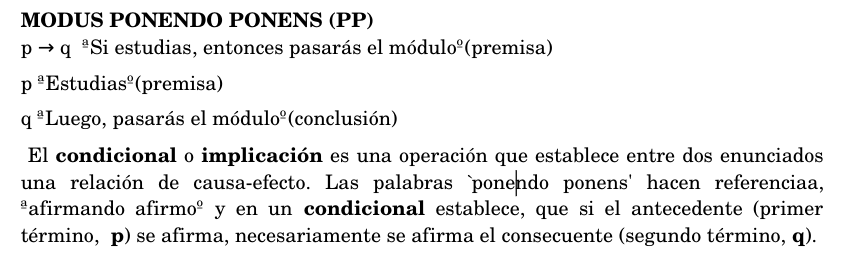 MODUS PONENDO PONENS (PP)
p → q ªSi estudias, entonces pasarás el móduloº(premisa)
p ªEstudiasº(premisa)
q ªLuego, pasarás el móduloº(conclusión)
El condicional o implicación es una operación que establece entre dos enunciados
una relación de causa-efecto. Las palabras `ponendo ponens' hacen referenciaa,
ªafirmando afirmoº y en un condicional establece, que si el antecedente (primer
término, p) se afirma, necesariamente se afirma el consecuente (segundo término, q).